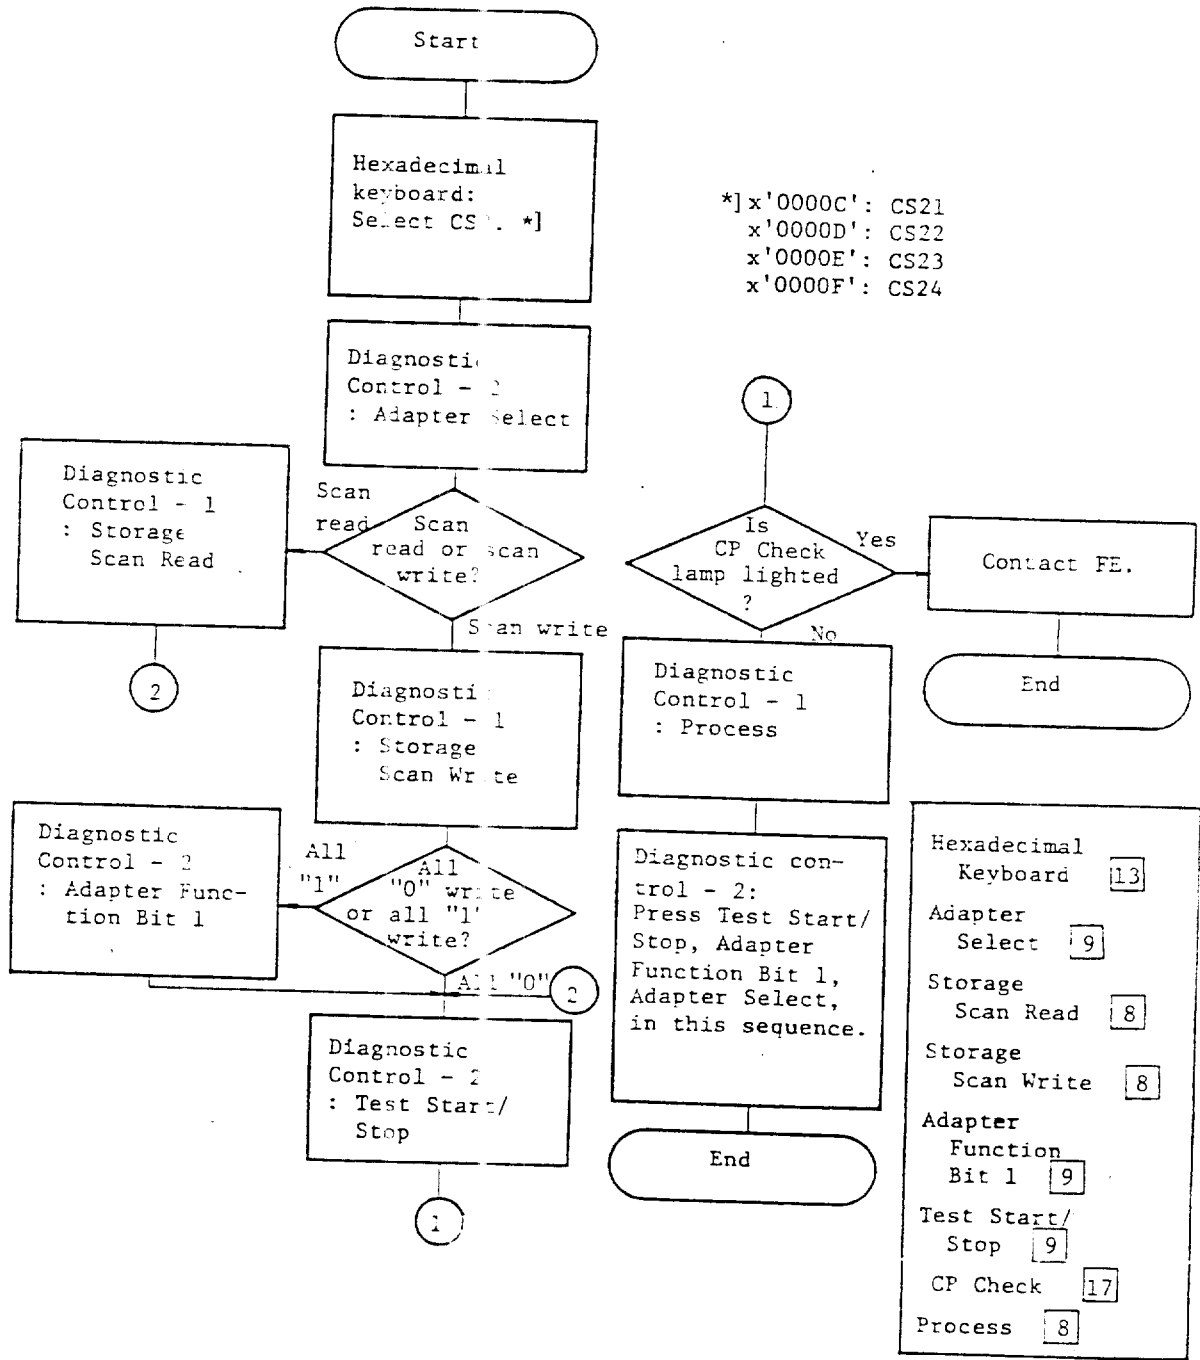 Start
Hexadecimal
keyboard:
Select *]
*] x'0000C': CS21
x'0000D': CS22
x'0000E': CS23
x'0000F': CS24
Diagnostic
Control - 2
: Adapter Select
1
Diagnostic
Control - 1
: Storage
Scan Read
Scan
read
Scan
read or scan
write?
Scan write
2
Is
CP Check
lamp lighted
?
Yes
No
Contact FE.
End
Diagnostic
Control - 1
: Storage
Scan Write
Diagnostic
Control - 1
: Process
Diagnostic
Control - 2
: Adapter Func-
tion Bit 1
All
"1"
All
"0" write
or all "1"
write?
All "0"
2
Diagnostic
Control - 2
: Test Start/
Stop
1
Diagnostic con-
trol - 2:
Press Test Start/
Stop, Adapter
Function Bit 1,
Adapter Select,
in this sequence.
End
Hexadecimal
Keyboard 13
Adapter
Select 9
Storage
Scan Read 8
Storage
Scan Write 8
Adapter
Function
Bit 1 9
Test Start/
Stop 9
CP Check 17
Process 8